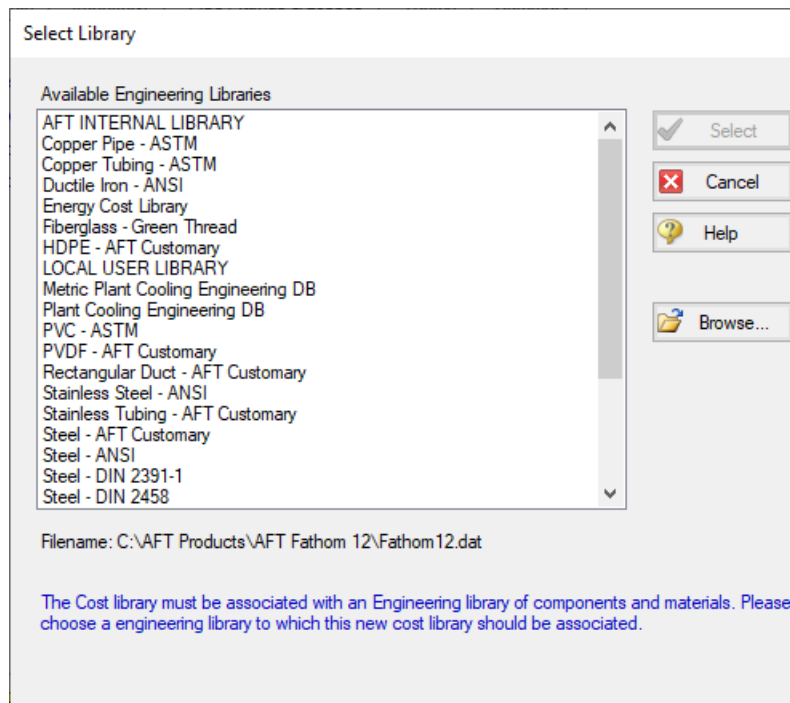 Select Library
Available Engineering Libraries
AFT INTERNAL LIBRARY
Copper Pipe - ASTM
Copper Tubing - ASTM
Ductile Iron - ANSI
Energy Cost Library
Fiberglass - Green Thread
HDPE - AFT Customary
LOCAL USER LIBRARY
Metric Plant Cooling Engineering DB
Plant Cooling Engineering DB
PVC - ASTM
PVDF - AFT Customary
Rectangular Duct - AFT Customary
Stainless Steel - ANSI
Stainless Tubing - AFT Customary
Steel - AFT Customary
Steel - ANSI
Steel - DIN 2391-1
Steel - DIN 2458
Select
Cancel
Help
Browse...
Filename: C:\AFT Products\AFT Fathom 12\Fathom12.dat
The Cost library must be associated with an Engineering library of components and materials. Please
choose a engineering library to which this new cost library should be associated.